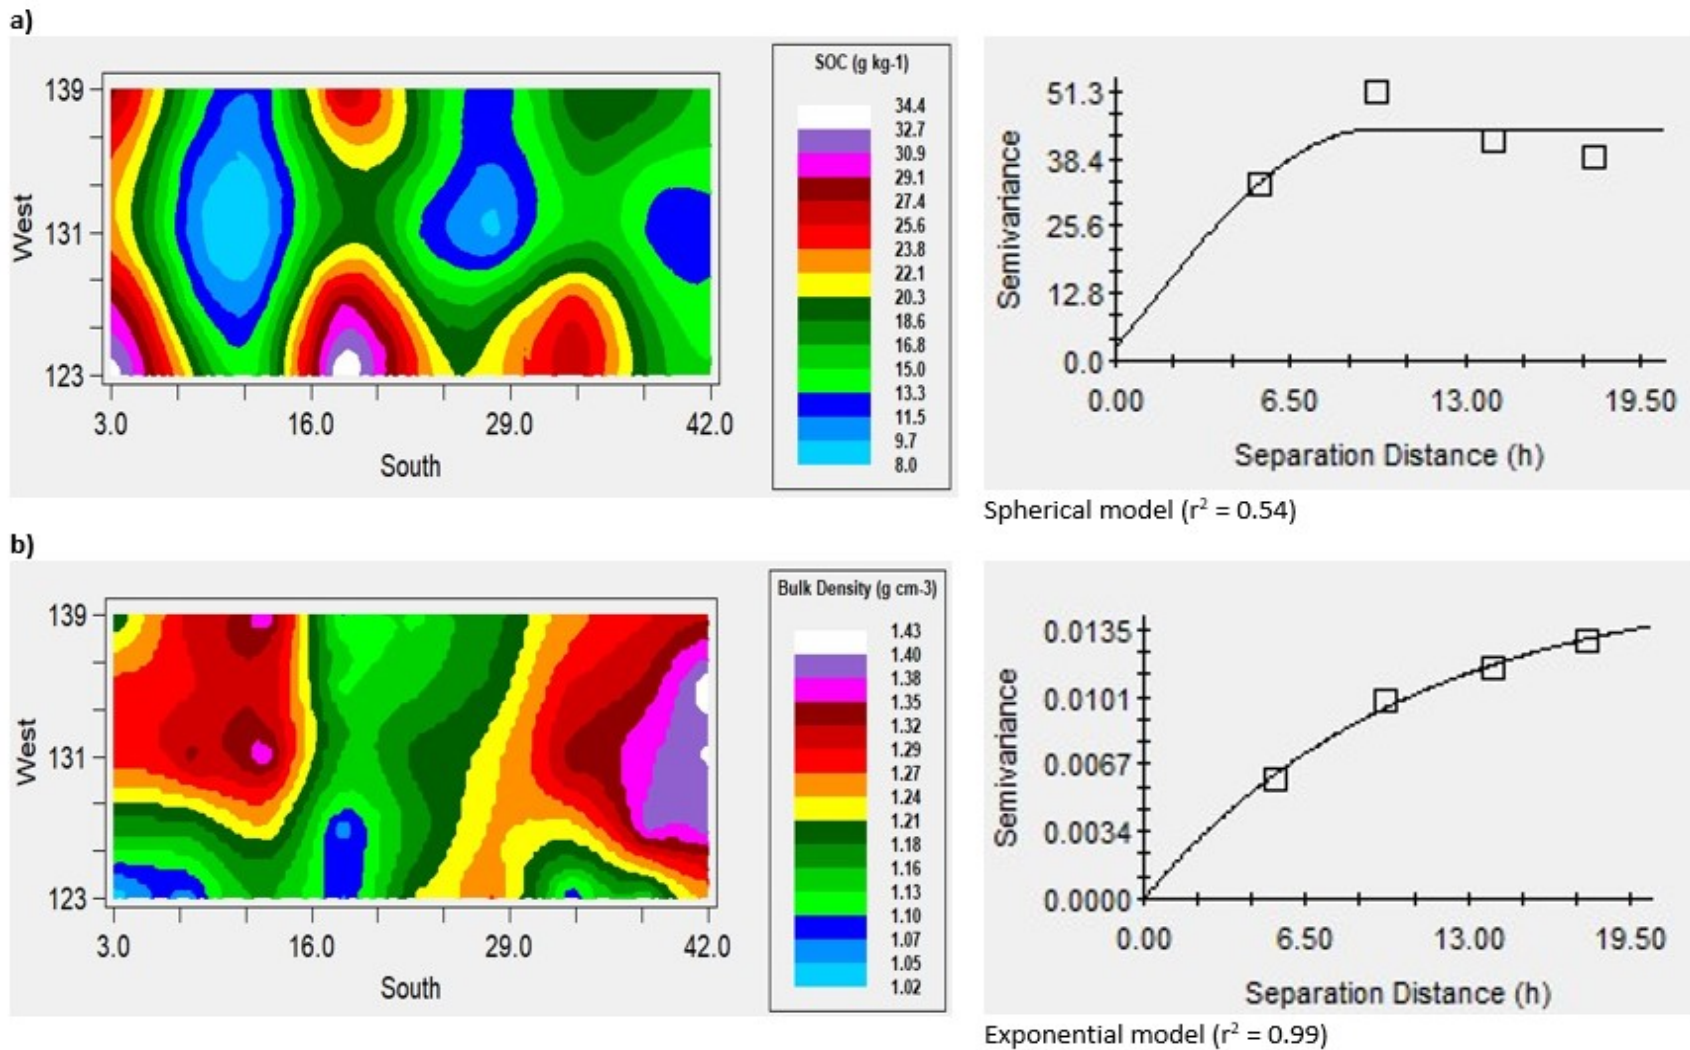 a)
SOC (g kg-1)
34.4
32.7
30.9
29.1
27.4
25.6
23.8
22.1
20.3
18.6
16.8
15.0
13.3
11.5
9.7
8.0
139
131
123
West
3.0 16.0 29.0 42.0
South
51.3
38.4
25.6
12.8
0.0
Semivariance
0.00 6.50 13.00 19.50
Separation Distance (h)
Spherical model (r² = 0.54)
b)
Bulk Density (g cm-3)
1.43
1.40
1.38
1.35
1.32
1.29
1.27
1.24
1.21
1.18
1.16
1.13
1.10
1.07
1.05
1.02
139
131
123
West
3.0 16.0 29.0 42.0
South
0.0135
0.0101
0.0067
0.0034
0.0000
Semivariance
0.00 6.50 13.00 19.50
Separation Distance (h)
Exponential model (r² = 0.99)